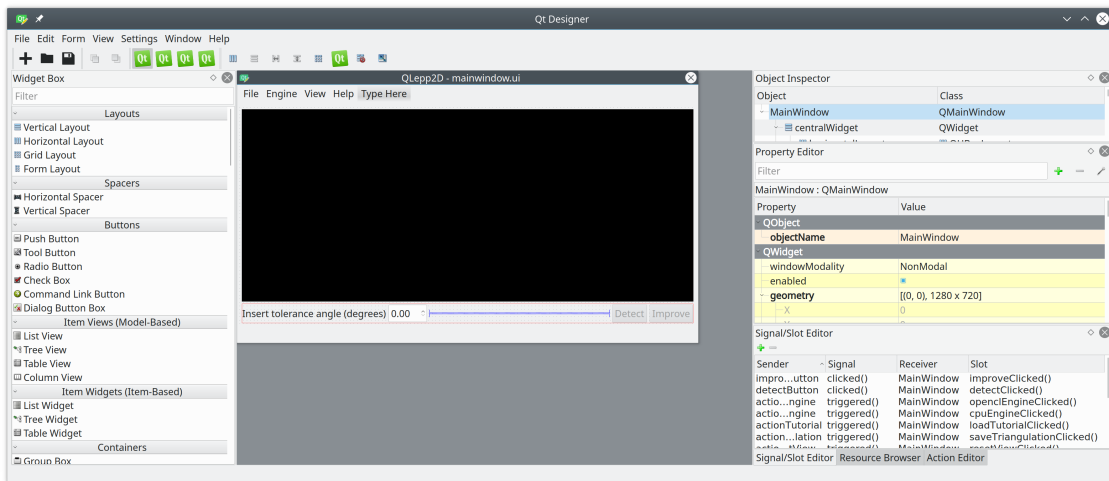 Qt Designer
File Edit Form View Settings Window Help
Qt Qt Qt Qt Qt
Widget Box
Filter
Layouts
Vertical Layout
Horizontal Layout
Grid Layout
Form Layout
Spacers
Horizontal Spacer
Vertical Spacer
Buttons
Push Button
Tool Button
Radio Button
Check Box
Command Link Button
Dialog Button Box
Item Views (Model-Based)
List View
Tree View
Table View
Column View
Item Widgets (Item-Based)
List Widget
Tree Widget
Table Widget
Containers
Group Box
QLepp2D - mainwindow.ui
File Engine View Help Type Here
Insert tolerance angle (degrees) 0.00 Detect Improve
Object Inspector
Object Class
MainWindow QMainWindow
centralWidget QWidget
Property Editor
Filter
MainWindow : QMainWindow
Property Value
QObject
objectName MainWindow
QWidget
windowModality NonModal
enabled
geometry [(0, 0), 1280 x 720]
X 0
Signal/Slot Editor
Sender Signal Receiver Slot
impro...utton clicked() MainWindow improveClicked()
detectButton clicked() MainWindow detectClicked()
actio...ngine triggered() MainWindow openclEngineClicked()
actio...ngine triggered() MainWindow cpuEngineClicked()
actionTutorial triggered() MainWindow loadTutorialClicked()
actio...lation triggered() MainWindow saveTriangulationClicked()
Signal/Slot Editor Resource Browser Action Editor